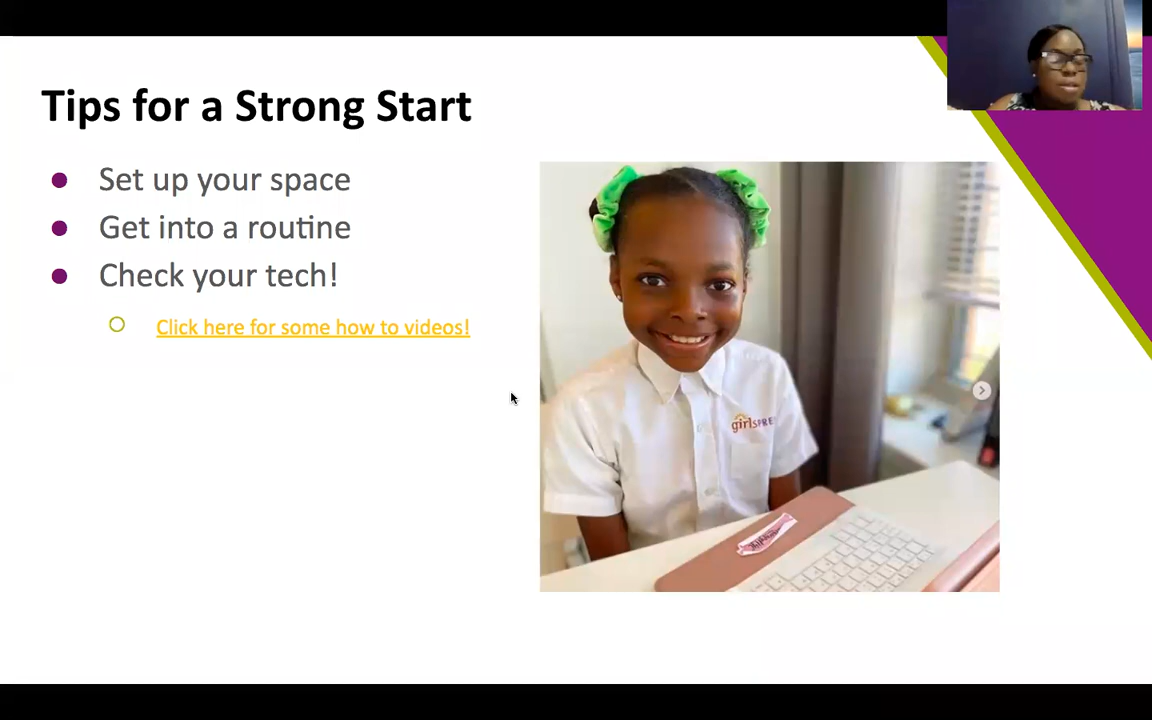 Tips for a Strong Start
Set up your space
Get into a routine
Check your tech!
Click here for some how to videos!
girlsPRE